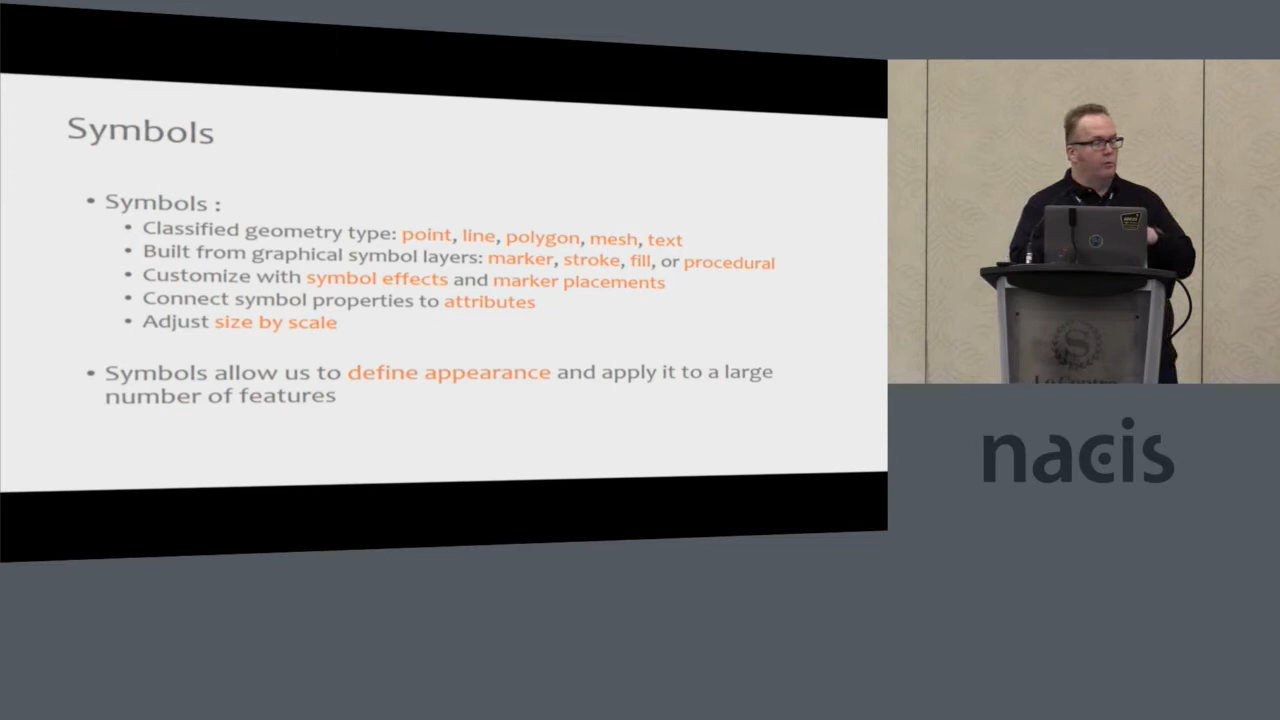 Symbols
• Symbols :
• Classified geometry type: point, line, polygon, mesh, text
• Built from graphical symbol layers: marker, stroke, fill, or procedural
• Customize with symbol effects and marker placements
• Connect symbol properties to attributes
• Adjust size by scale
• Symbols allow us to define appearance and apply it to a large
number of features
S
Le Centre
nacis